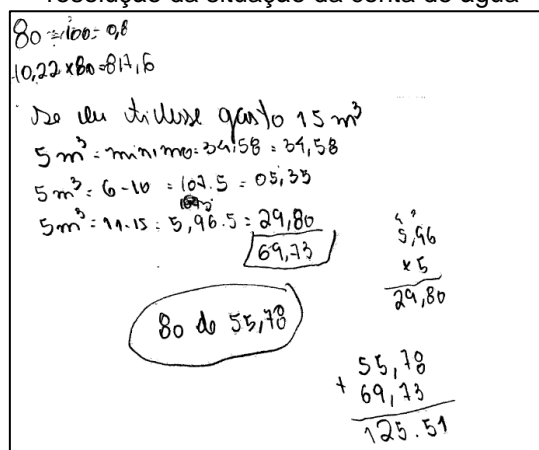 resolução da situação da conta de água
80 ÷ 100 = 0,8
10,22 x 80 = 817,6
Se eu tivesse gasto 15 m³
5 m³ = mínimo = 34,58 = 34,58
5 m³ = 6-10 = 107.5 = 05,35
5 m³ = 11-15 = 5,96.5 = 29,80
69,73
80 de 55,78
5,96
x 5
29,80
55,78
+ 69,73
125.51